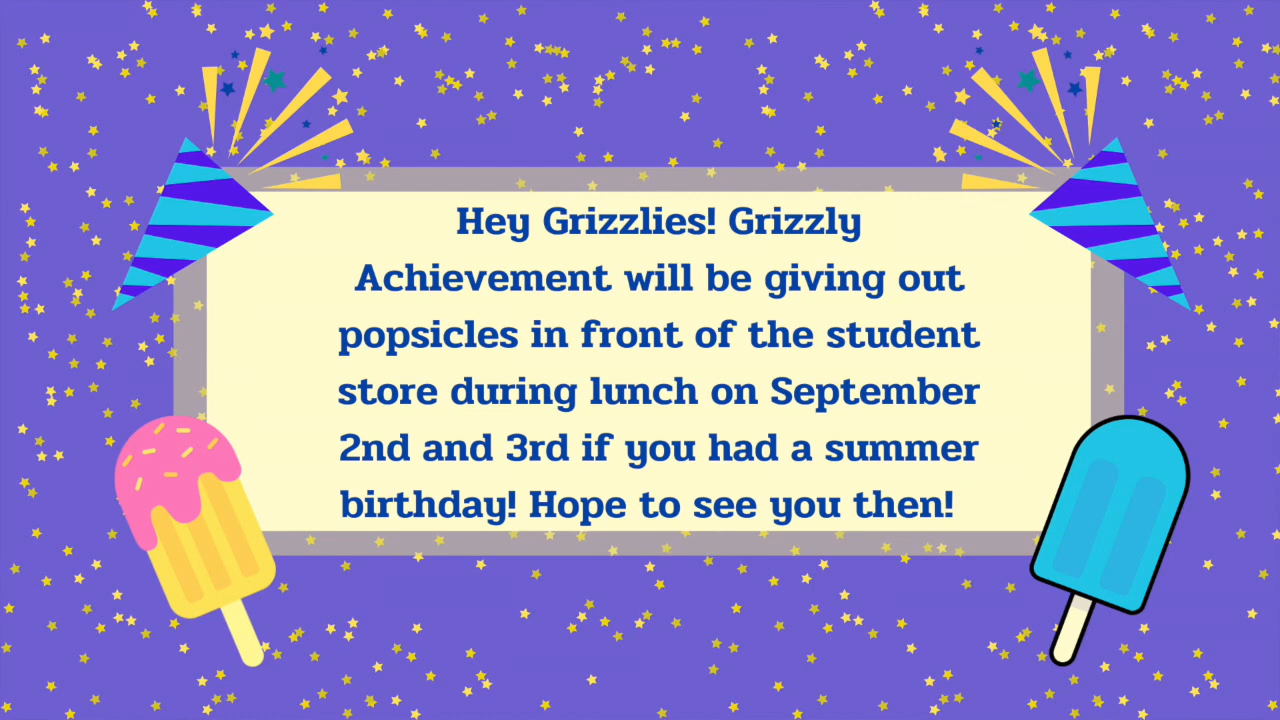 Hey Grizzlies! Grizzly
Achievement will be giving out
popsicles in front of the student
store during lunch on September
2nd and 3rd if you had a summer
birthday! Hope to see you then!